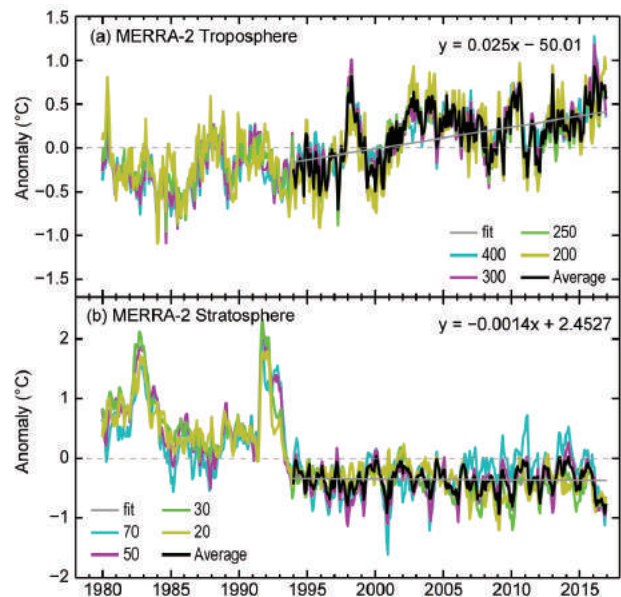 (a) MERRA-2 Troposphere
y = 0.025x − 50.01
1.5
1.0
0.5
0.0
−0.5
−1.0
−1.5
Anomaly (°C)
fit
400
300
250
200
Average
(b) MERRA-2 Stratosphere
y = −0.0014x + 2.4527
2
1
0
−1
−2
Anomaly (°C)
fit
70
50
30
20
Average
1980 1985 1990 1995 2000 2005 2010 2015